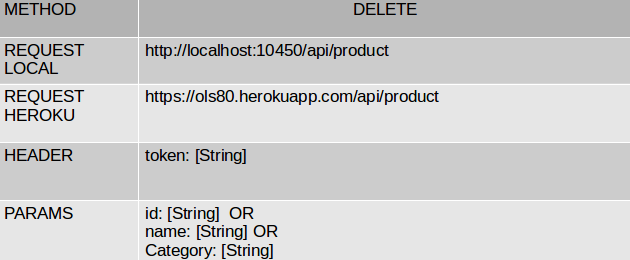 METHOD DELETE
REQUEST LOCAL http://localhost:10450/api/product
REQUEST HEROKU https://ols80.herokuapp.com/api/product
HEADER token: [String]
PARAMS id: [String]  OR
name: [String] OR
Category: [String]